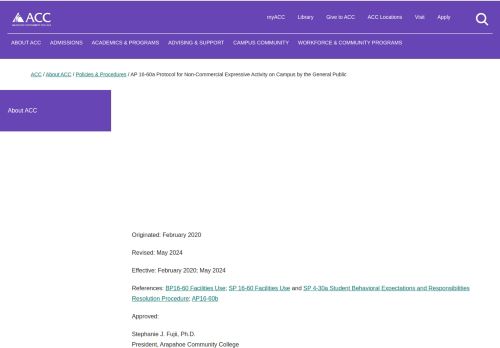 ACC
ARAPAHOE COMMUNITY COLLEGE
myACC Library Give to ACC ACC Locations Visit Apply
ABOUT ACC ADMISSIONS ACADEMICS & PROGRAMS ADVISING & SUPPORT CAMPUS COMMUNITY WORKFORCE & COMMUNITY PROGRAMS
ACC / About ACC / Policies & Procedures / AP 16-60a Protocol for Non-Commercial Expressive Activity on Campus by the General Public
About ACC
Originated: February 2020
Revised: May 2024
Effective: February 2020; May 2024
References: BP16-60 Facilities Use; SP 16-60 Facilities Use and SP 4-30a Student Behavioral Expectations and Responsibilities
Resolution Procedure; AP16-60b
Approved:
Stephanie J. Fujii, Ph.D.
President, Arapahoe Community College